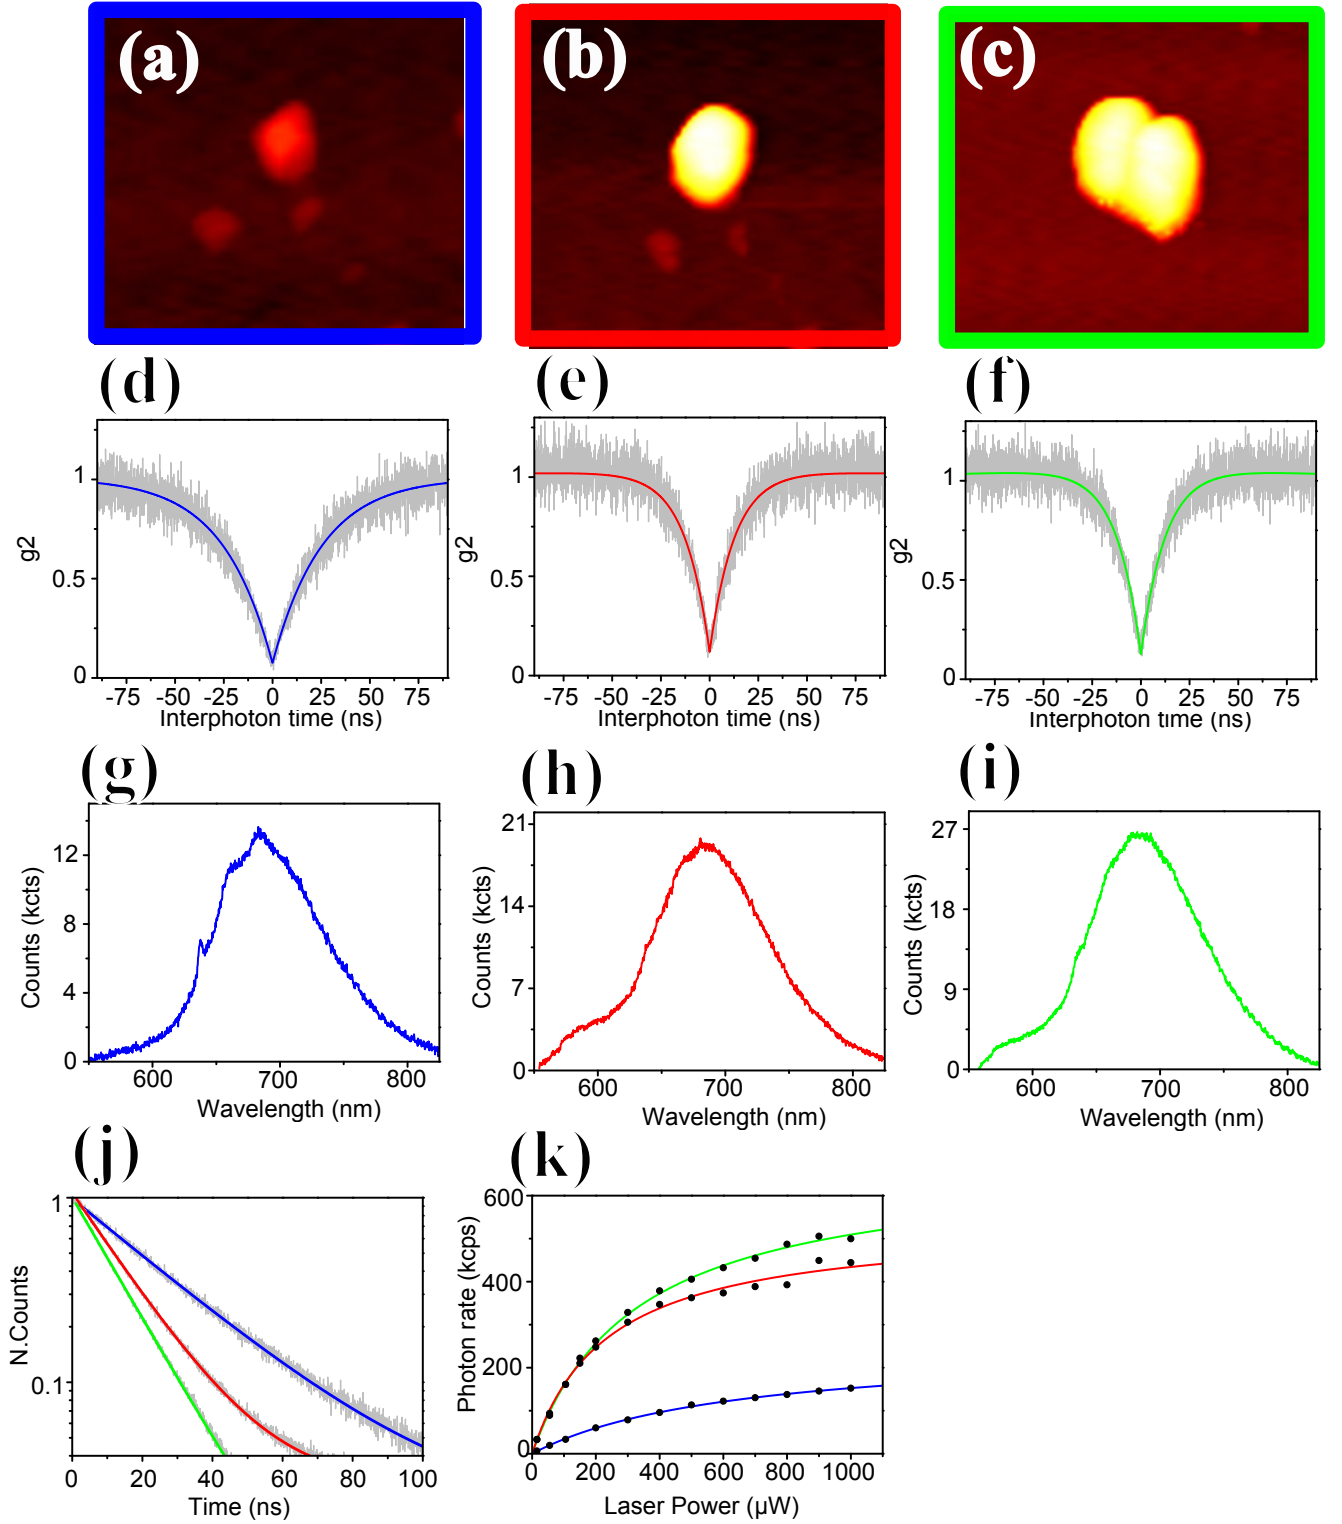 (a) (b) (c)
(d) (e) (f)
g2
1
0.5
0
-75 -50 -25 0 25 50 75
Interphoton time (ns)
g2
1
0.5
0
-75 -50 -25 0 25 50 75
Interphoton time (ns)
g2
1
0.5
0
-75 -50 -25 0 25 50 75
Interphoton time (ns)
(g) (h) (i)
Counts (kcts)
12
8
4
0
600 700 800
Wavelength (nm)
Counts (kcts)
21
14
7
0
600 700 800
Wavelength (nm)
Counts (kcts)
27
18
9
0
600 700 800
Wavelength (nm)
(j) (k)
N.Counts
1
0.1
0 20 40 60 80 100
Time (ns)
Photon rate (kcps)
600
400
200
0
0 200 400 600 800 1000
Laser Power (µW)